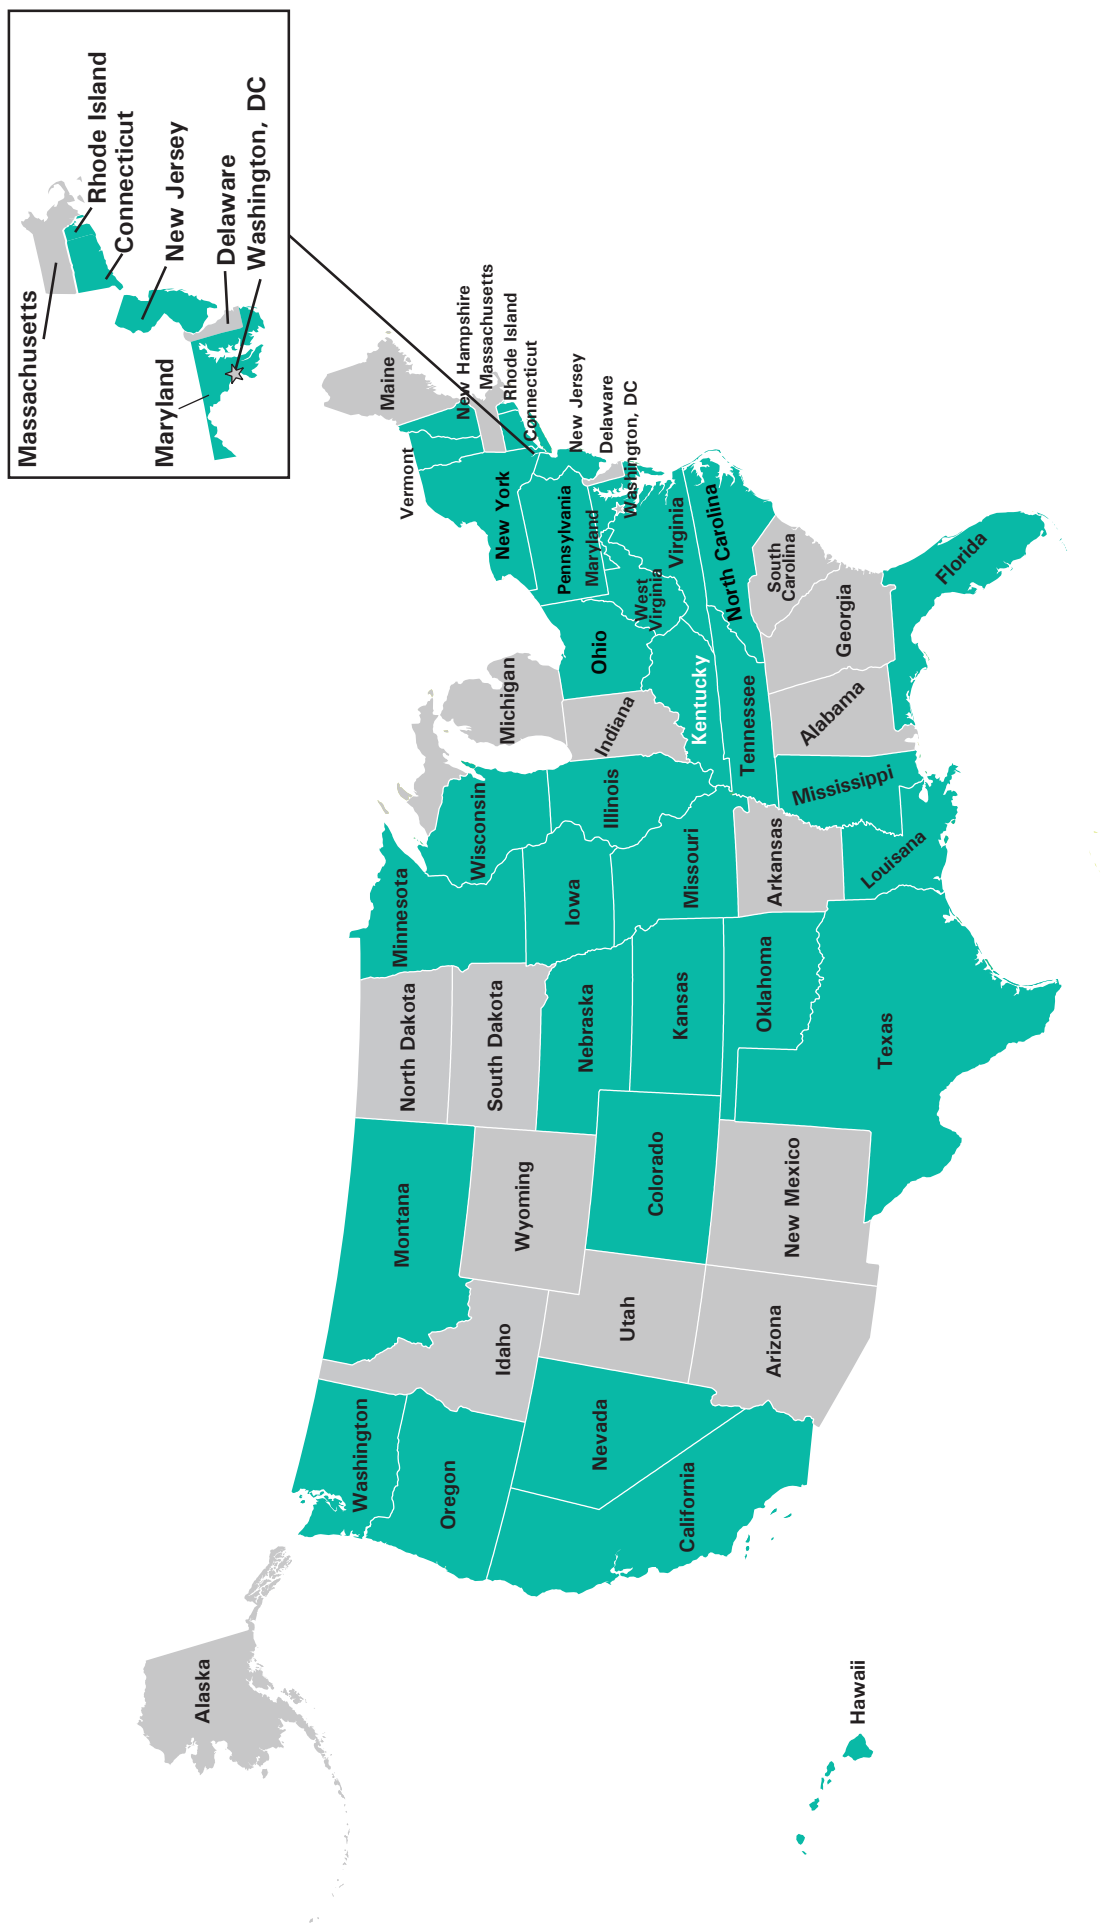 Massachusetts
Rhode Island
Connecticut
New Jersey
Delaware
Washington, DC
Maryland
Maine
New Hampshire
Massachusetts
Rhode Island
Connecticut
New Jersey
Delaware
Washington, DC
Vermont
New York
Pennsylvania
Maryland
Virginia
West
Virginia
North Carolina
South
Carolina
Georgia
Florida
Ohio
Michigan
Indiana
Kentucky
Tennessee
Alabama
Mississippi
Wisconsin
Illinois
Minnesota
Iowa
Missouri
Arkansas
Louisana
North Dakota
South Dakota
Nebraska
Kansas
Oklahoma
Texas
Montana
Wyoming
Colorado
New Mexico
Idaho
Utah
Arizona
Washington
Oregon
Nevada
California
Alaska
Hawaii